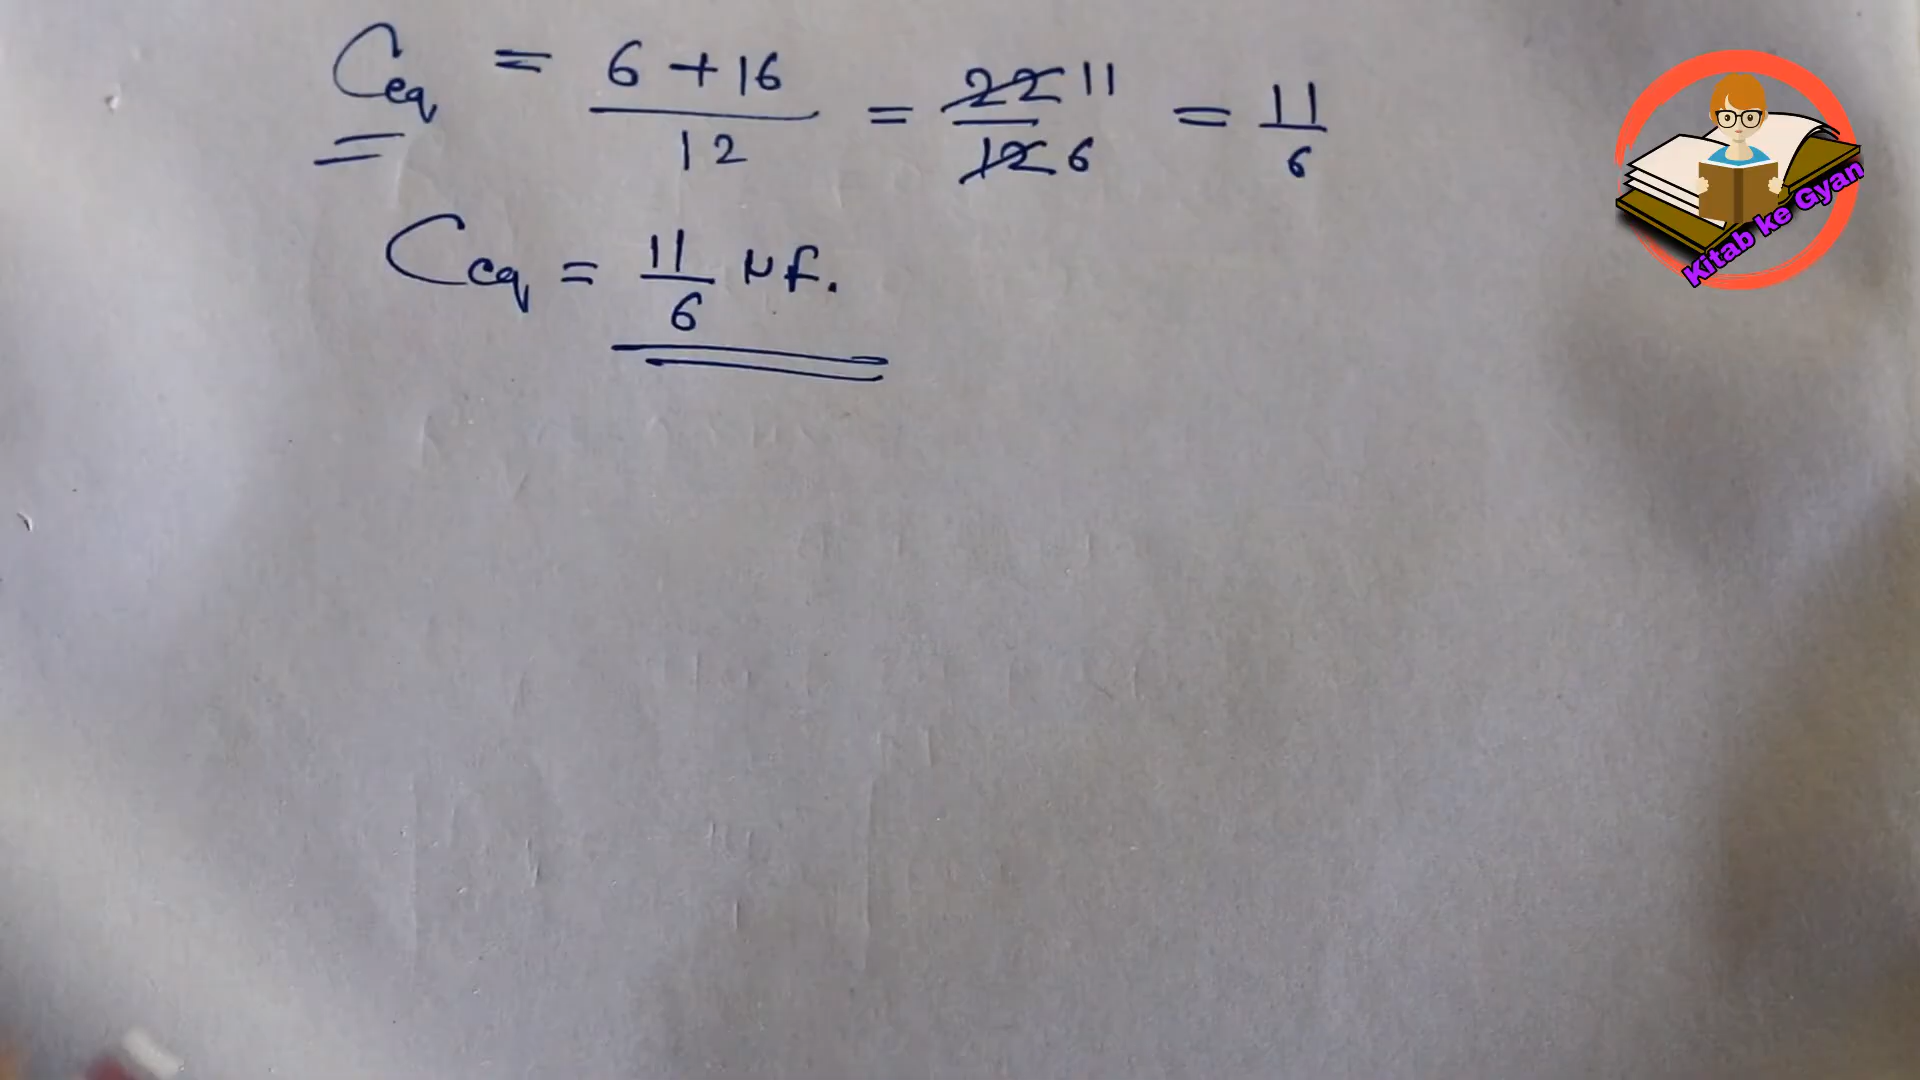 Ceq = 6 + 16 / 12 = 22 11 / 12 6 = 11 / 6
Ceq = 11 / 6 μF.
Kitab ke Gyan